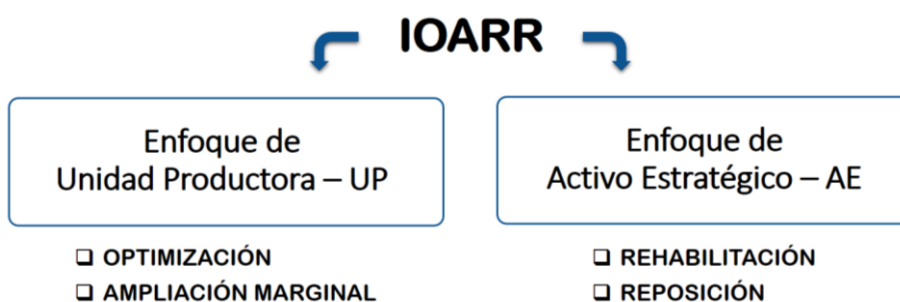 IOARR
Enfoque de
Unidad Productora – UP
❑ OPTIMIZACIÓN
❑ AMPLIACIÓN MARGINAL
Enfoque de
Activo Estratégico – AE
❑ REHABILITACIÓN
❑ REPOSICIÓN